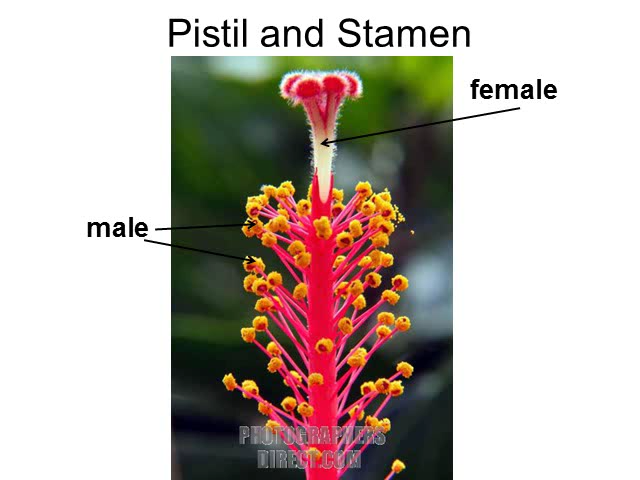 Pistil and Stamen
female
male
PHOTOGRAPHERS
DIRECT.COM